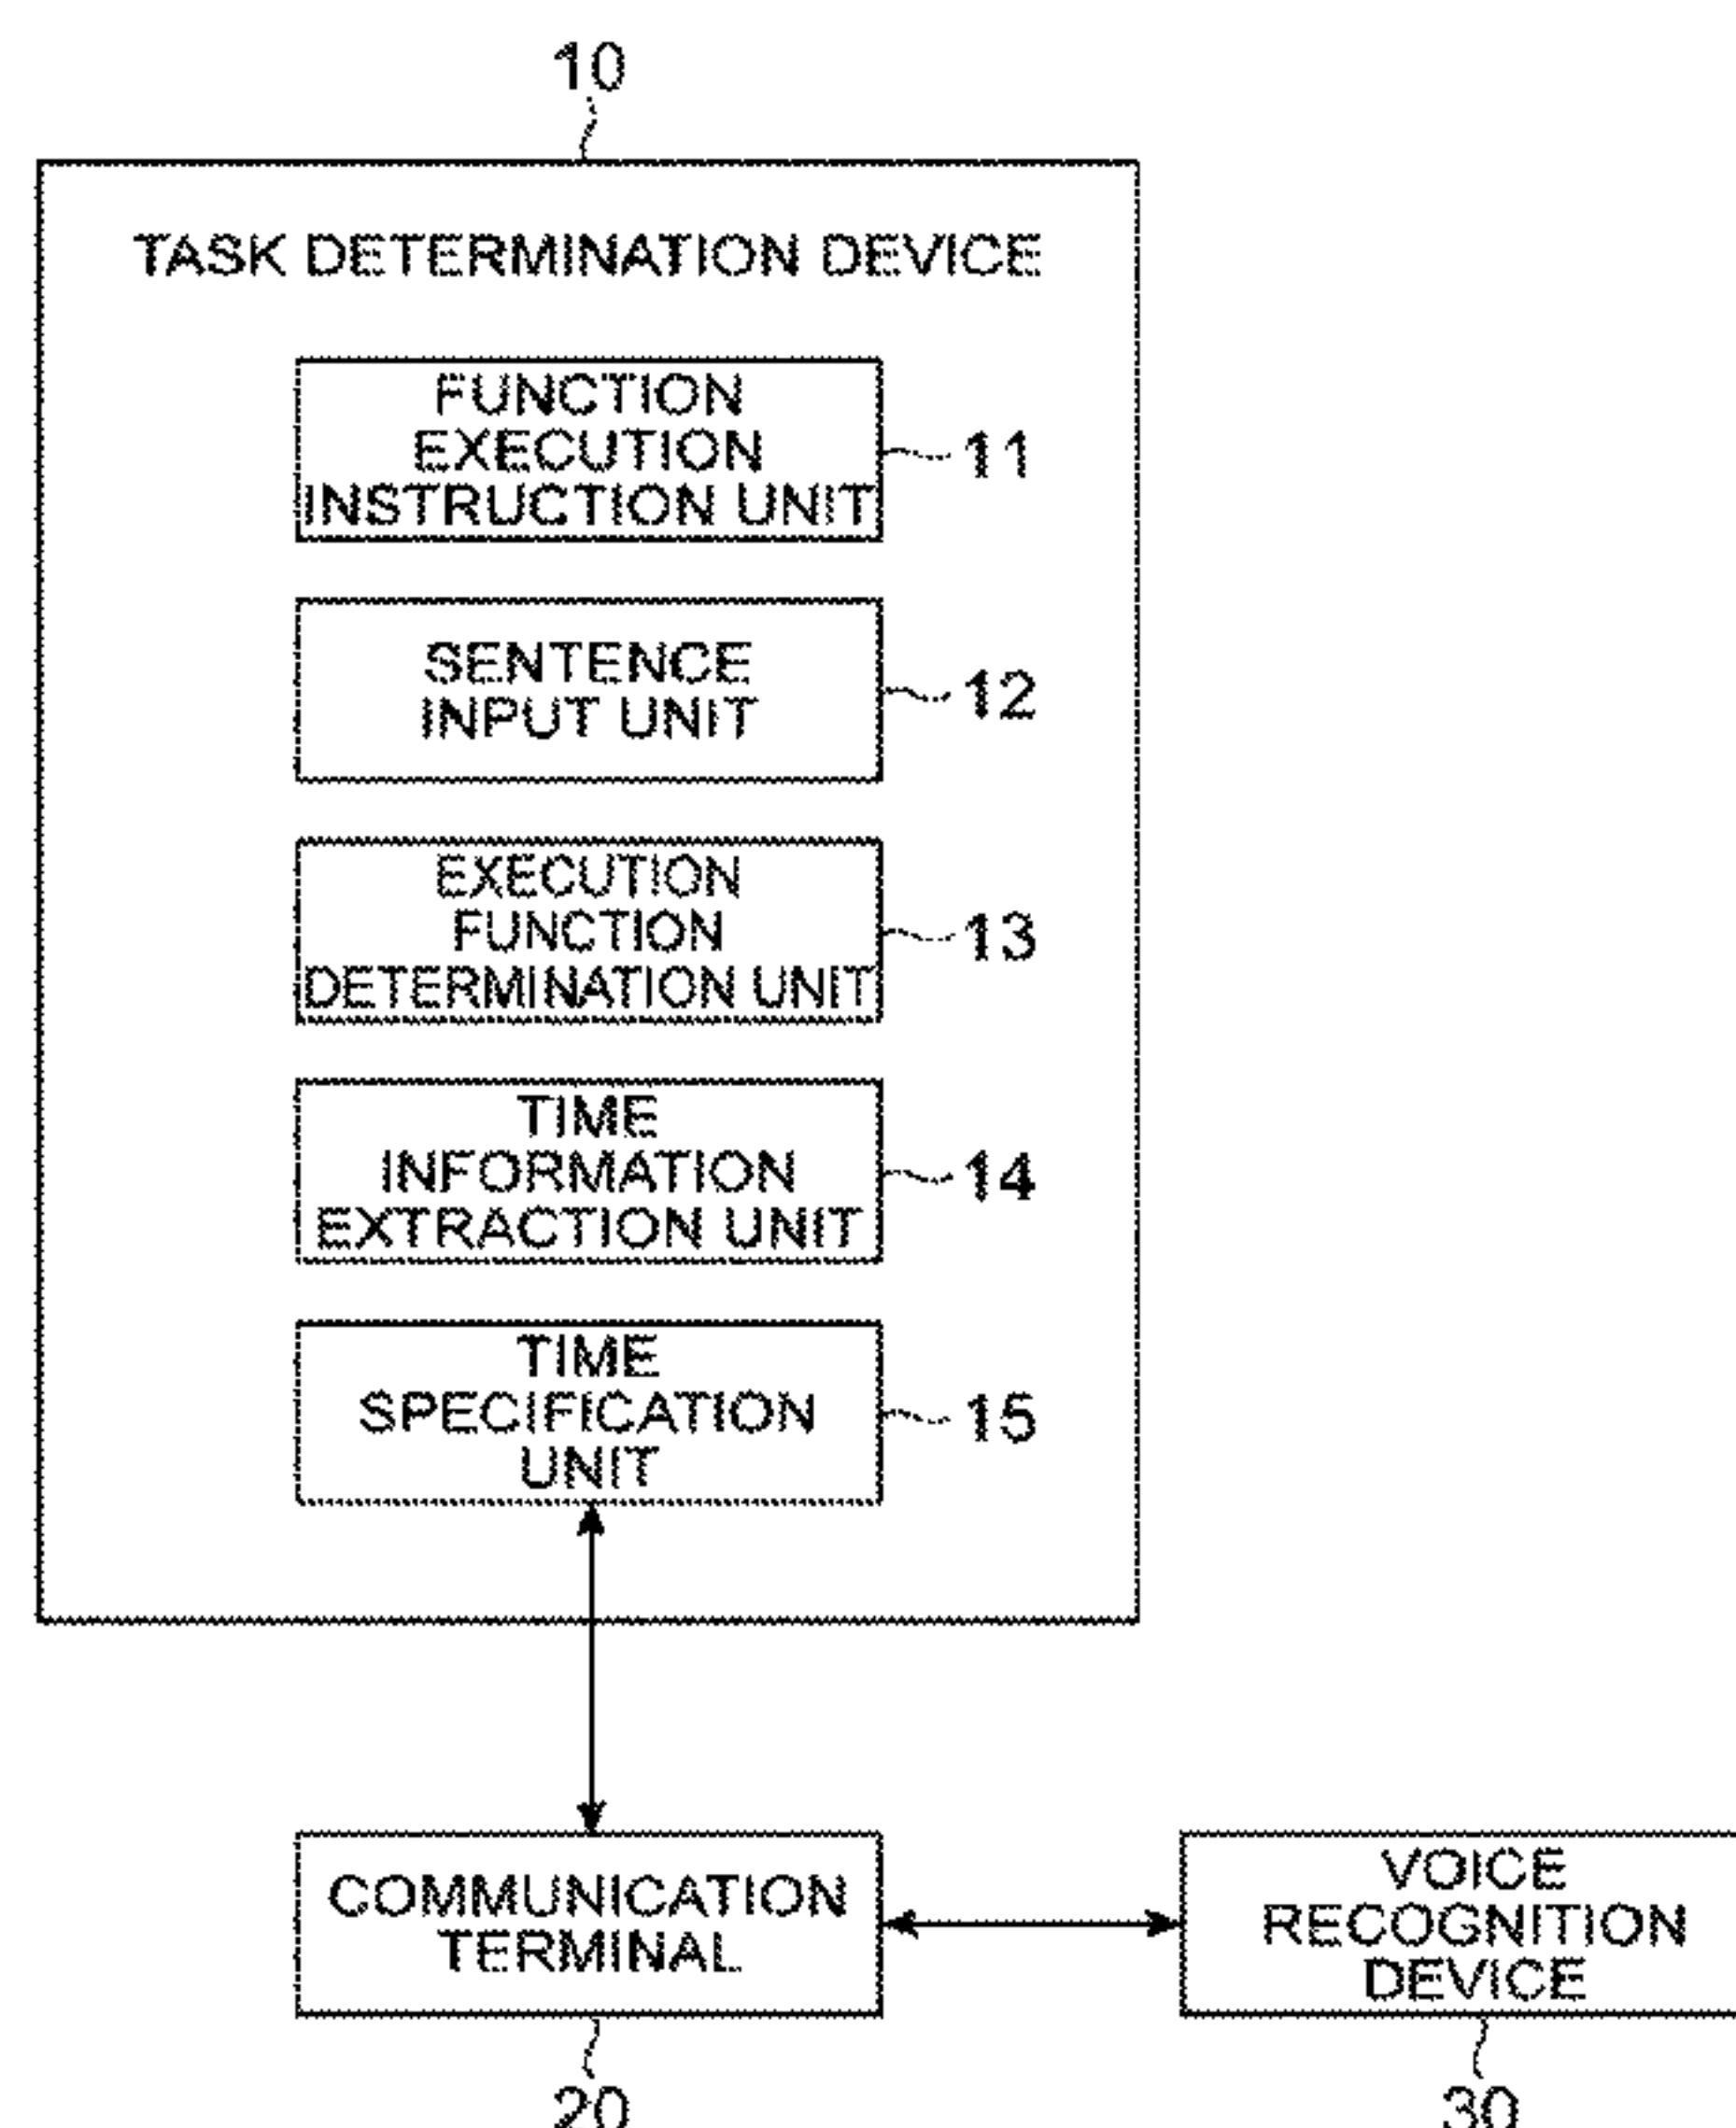 10
TASK DETERMINATION DEVICE
FUNCTION
EXECUTION
INSTRUCTION UNIT
11
SENTENCE
INPUT UNIT
12
EXECUTION
FUNCTION
DETERMINATION UNIT
13
TIME
INFORMATION
EXTRACTION UNIT
14
TIME
SPECIFICATION
UNIT
15
COMMUNICATION
TERMINAL
20
VOICE
RECOGNITION
DEVICE
30